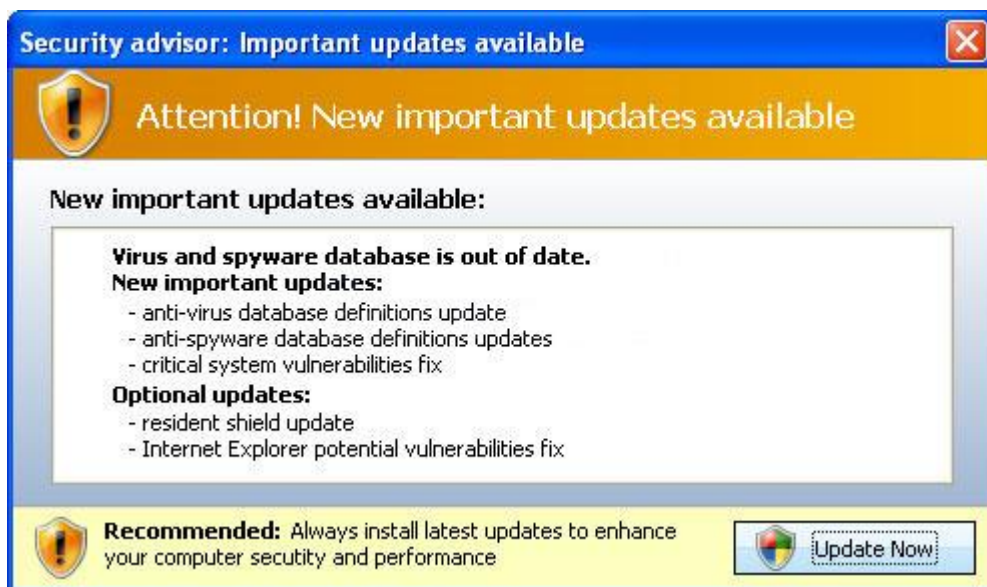 Security advisor: Important updates available
Attention! New important updates available
New important updates available:
Virus and spyware database is out of date.
New important updates:
- anti-virus database definitions update
- anti-spyware database definitions updates
- critical system vulnerabilities fix
Optional updates:
- resident shield update
- Internet Explorer potential vulnerabilities fix
Recommended: Always install latest updates to enhance
your computer secutity and performance
Update Now